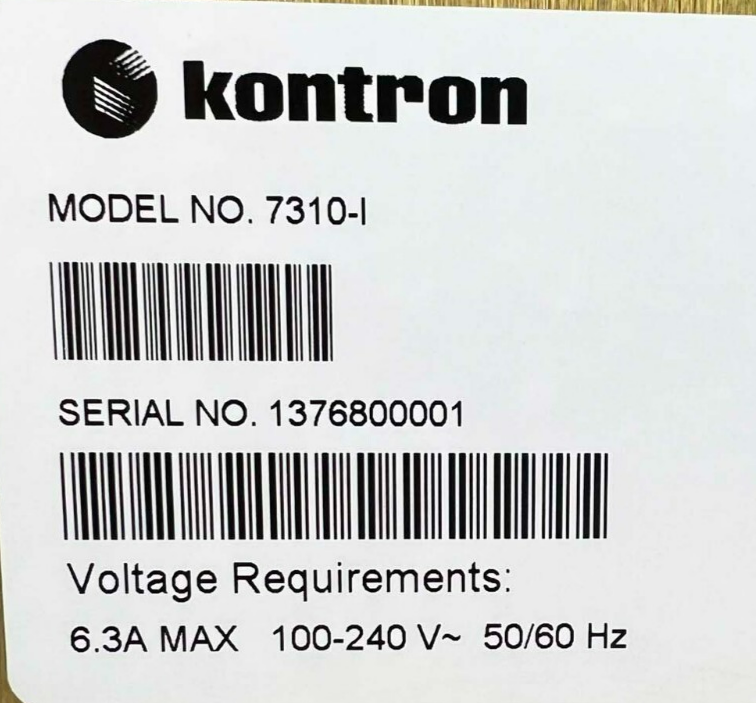 kontron
MODEL NO. 7310-I
SERIAL NO. 1376800001
Voltage Requirements:
6.3A MAX 100-240 V~ 50/60 Hz